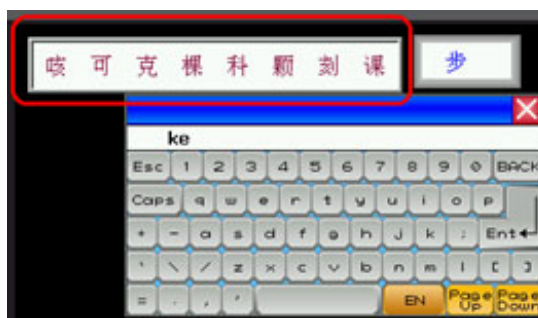 咳 可 克 棵 科 颗 刻 课 步
ke
Esc 1 2 3 4 5 6 7 8 9 0 BACK
Caps q w e r t y u i o p
+ - a s d f g h j k ; Ent
` \ / z x c v b n m l [ ]
= . , ' EN Page Up Page Down